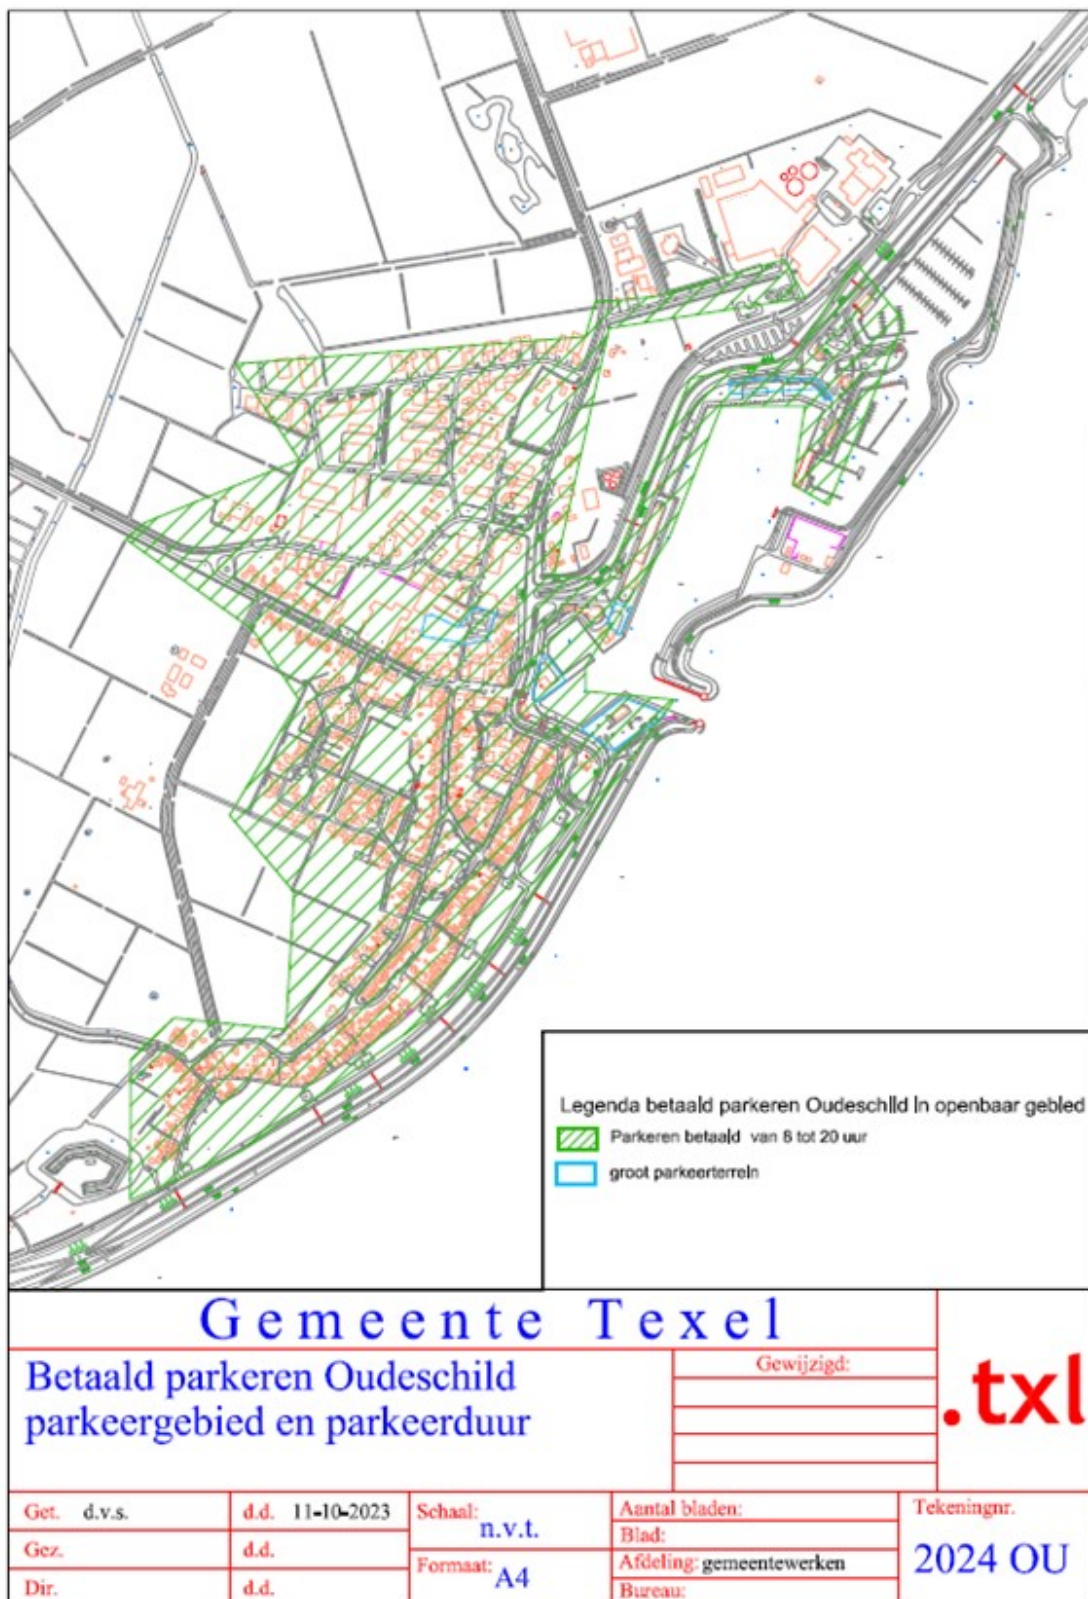 Legenda betaald parkeren Oudeschild in openbaar gebied
Parkeren betaald van 8 tot 20 uur
groot parkeerterrein
Gemeente Texel
Betaald parkeren Oudeschild
parkeergebied en parkeerduur
Gewijzigd:
.txl
Get. d.v.s.
d.d. 11-10-2023
Gez.
d.d.
Dir.
d.d.
Schaal:
n.v.t.
Formaat: A4
Aantal bladen:
Blad:
Afdeling: gemeentewerken
Bureau:
Tekeningnr.
2024 OU